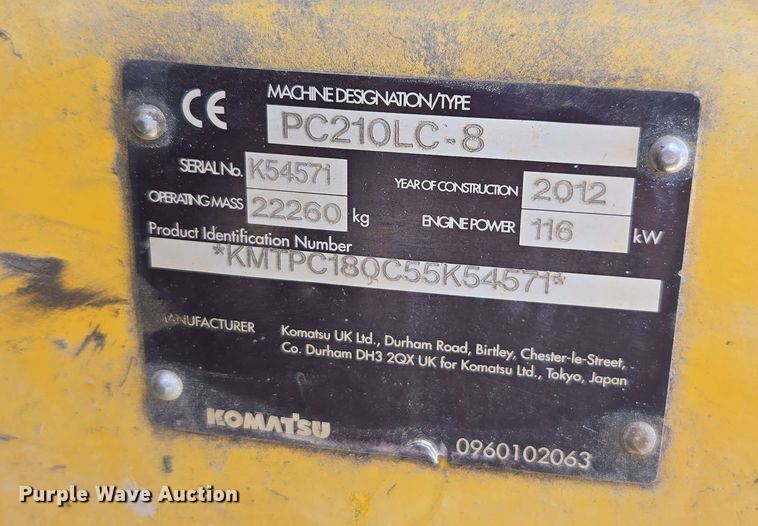 CE
MACHINE DESIGNATION/TYPE
PC210LC-8
SERIAL No. K54571 YEAR OF CONSTRUCTION 2012
OPERATING MASS 22260 kg ENGINE POWER 116 kW
Product Identification Number
*KMTPC180C55K54571*
MANUFACTURER Komatsu UK Ltd., Durham Road, Birtley, Chester-le-Street,
Co. Durham DH3 2QX UK for Komatsu Ltd., Tokyo, Japan
KOMATSU
0960102063
Purple Wave Auction